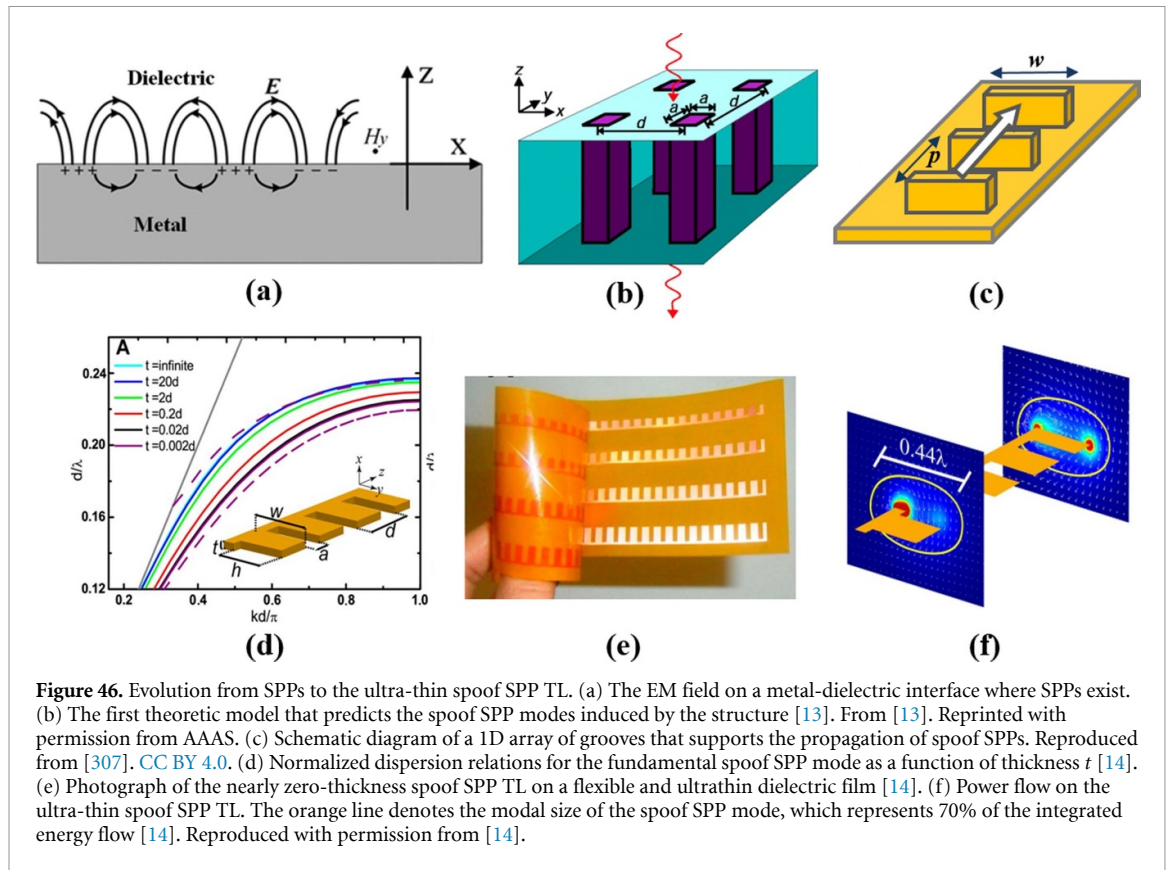 Dielectric
E
Z
Hy
X
+ + +
- - -
+ + +
- - -
Metal
(a)
z
y
x
a
a
d
d
(b)
w
p
(c)
A
t =infinite
t =20d
t =2d
t =0.2d
t =0.02d
t =0.002d
0.24
0.20
0.16
0.12
d/λ
0.2
0.4
0.6
0.8
1.0
kd/π
x
z
y
w
d
t
a
h
d/λ
(d)
(e)
0.44λ
(f)
Figure 46. Evolution from SPPs to the ultra-thin spoof SPP TL. (a) The EM field on a metal-dielectric interface where SPPs exist.
(b) The first theoretic model that predicts the spoof SPP modes induced by the structure [13]. From [13]. Reprinted with
permission from AAAS. (c) Schematic diagram of a 1D array of grooves that supports the propagation of spoof SPPs. Reproduced
from [307]. CC BY 4.0. (d) Normalized dispersion relations for the fundamental spoof SPP mode as a function of thickness t [14].
(e) Photograph of the nearly zero-thickness spoof SPP TL on a flexible and ultrathin dielectric film [14]. (f) Power flow on the
ultra-thin spoof SPP TL. The orange line denotes the modal size of the spoof SPP mode, which represents 70% of the integrated
energy flow [14]. Reproduced with permission from [14].